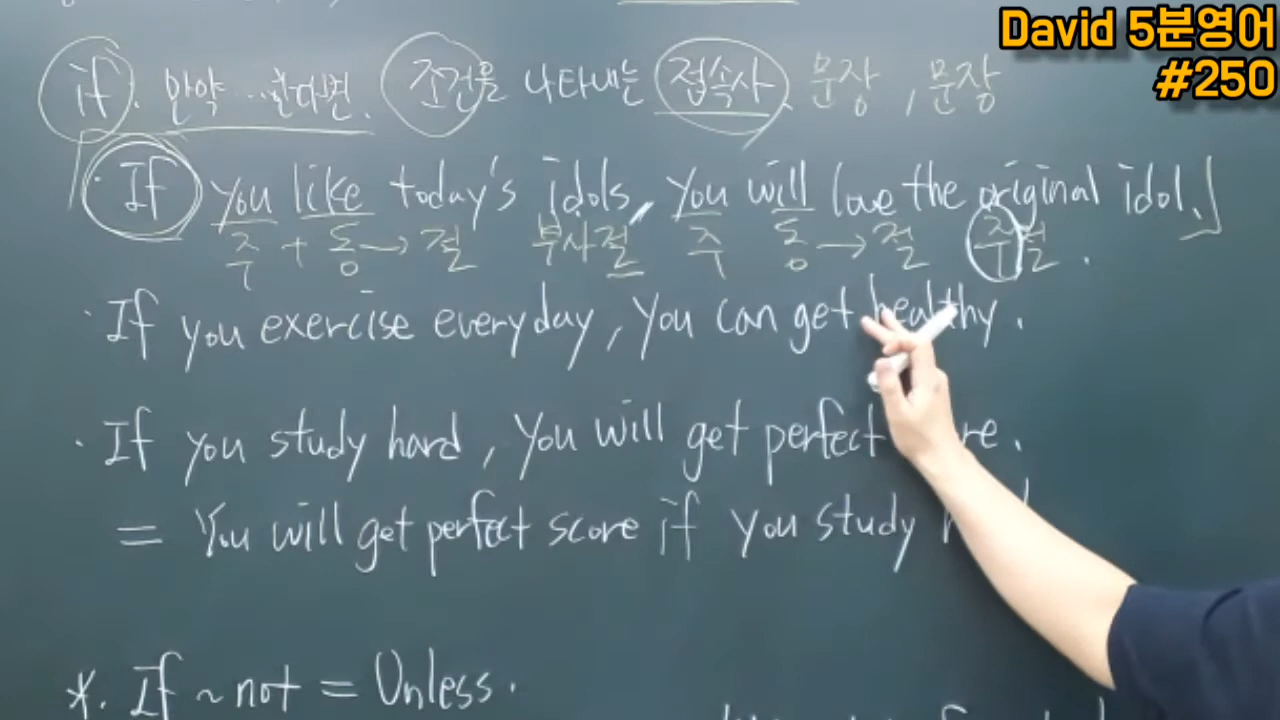 David 5분영어
#250
if. 만약 …한다면. 조건을 나타내는 접속사. 문장, 문장
· If you like today's idols, you will love the original idol.」
주 + 동 → 절 부사절 주 동 → 절 주절.
· If you exercise everyday, you can get healthy.
· If you study hard, you will get perfect re.
= You will get perfect score if you study
*. If ~ not = Unless.